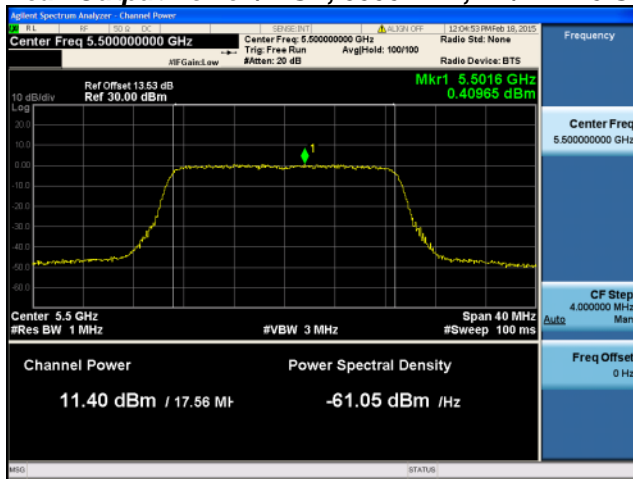 Agilent Spectrum Analyzer - Channel Power
RL RF 50 Ω DC SENSE:INT ALIGN OFF 12:04:53 PM Feb 18, 2015
Center Freq 5.500000000 GHz
Center Freq: 5.500000000 GHz
Radio Std: None
Trig: Free Run Avg|Hold: 100/100
#IFGain:Low
#Atten: 20 dB
Radio Device: BTS
Frequency
Mkr1 5.5016 GHz
0.40965 dBm
Ref Offset 13.53 dB
10 dB/div Ref 30.00 dBm
Log
20.0
10.0
0.00
-10.0
-20.0
-30.0
-40.0
-50.0
-60.0
1
Center Freq
5.500000000 GHz
Center 5.5 GHz
Span 40 MHz
#Res BW 1 MHz
#VBW 3 MHz
#Sweep 100 ms
CF Step
4.000000 MHz
Auto Man
Channel Power
Power Spectral Density
11.40 dBm / 17.56 MH
-61.05 dBm /Hz
Freq Offset
0 Hz
MSG
STATUS